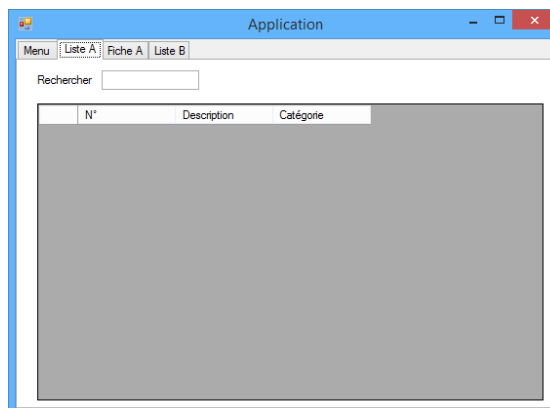 Application
Menu Liste A Fiche A Liste B
Rechercher
N° Description Catégorie